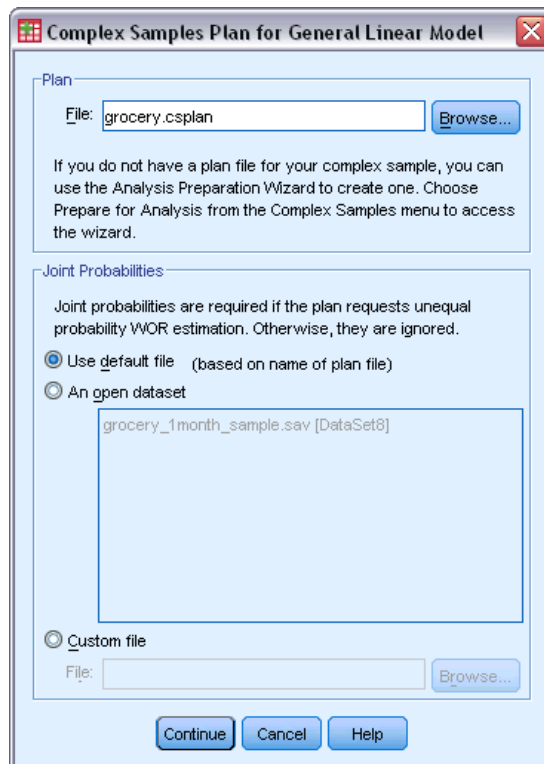 Complex Samples Plan for General Linear Model
Plan
File: grocery.csplan Browse...
If you do not have a plan file for your complex sample, you can
use the Analysis Preparation Wizard to create one. Choose
Prepare for Analysis from the Complex Samples menu to access
the wizard.
Joint Probabilities
Joint probabilities are required if the plan requests unequal
probability WOR estimation. Otherwise, they are ignored.
Use default file (based on name of plan file)
An open dataset
grocery_1month_sample.sav [DataSet8]
Custom file
File: Browse...
Continue Cancel Help